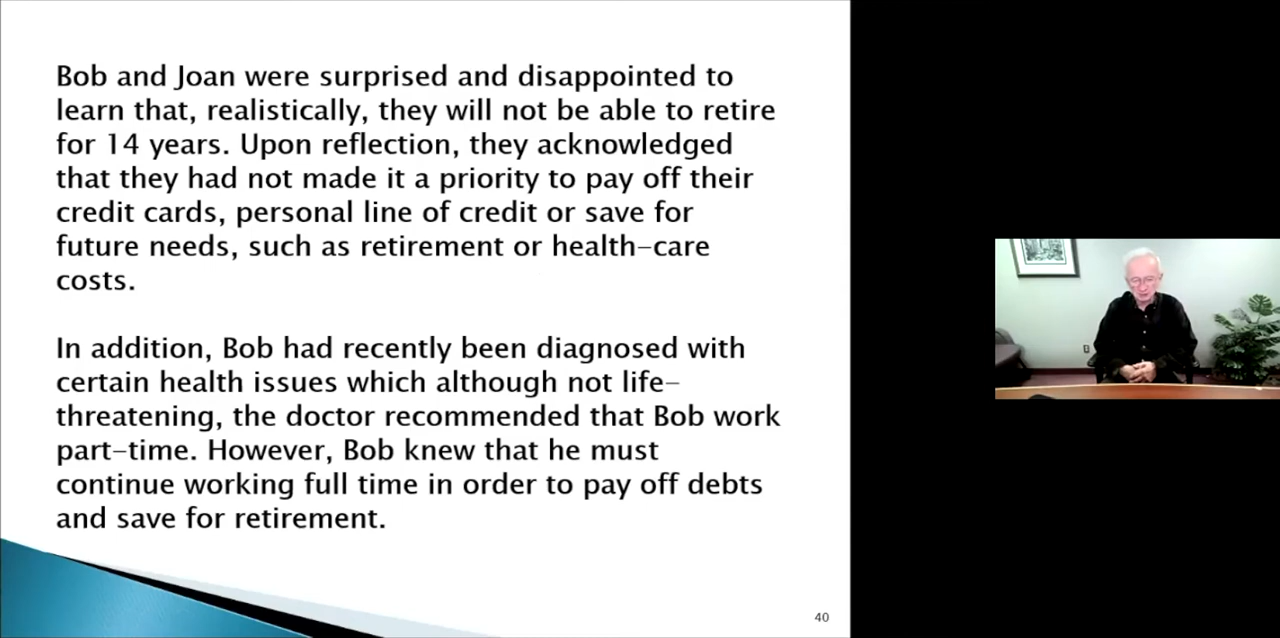 Bob and Joan were surprised and disappointed to
learn that, realistically, they will not be able to retire
for 14 years. Upon reflection, they acknowledged
that they had not made it a priority to pay off their
credit cards, personal line of credit or save for
future needs, such as retirement or health-care
costs.
In addition, Bob had recently been diagnosed with
certain health issues which although not life-
threatening, the doctor recommended that Bob work
part-time. However, Bob knew that he must
continue working full time in order to pay off debts
and save for retirement.
40